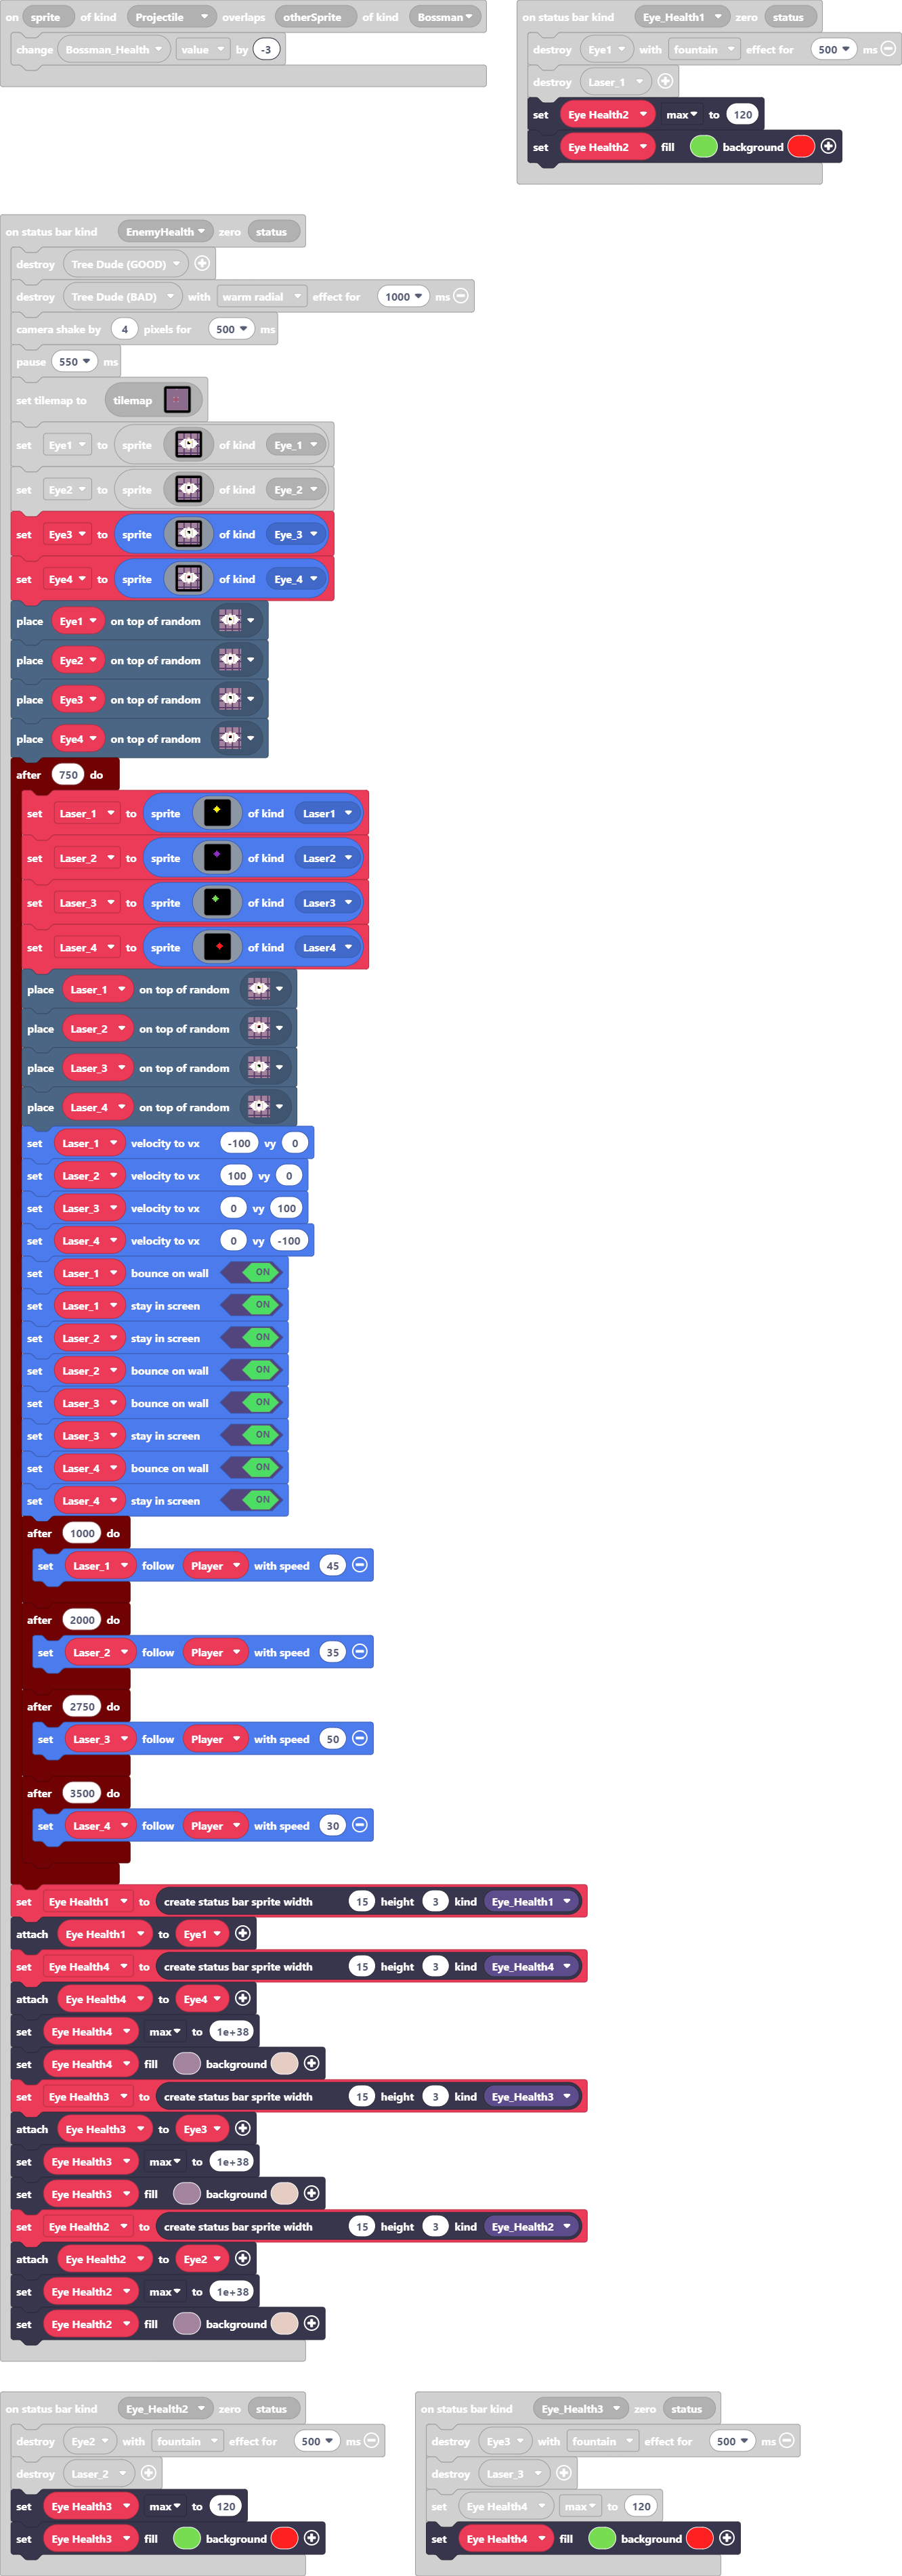 on sprite of kind Projectile overlaps otherSprite of kind Bossman
change Bossman_Health value by -3
on status bar kind Eye_Health1 zero status
destroy Eye1 with fountain effect for 500 ms
destroy Laser_1
set Eye Health2 max to 120
set Eye Health2 fill background
on status bar kind EnemyHealth zero status
destroy Tree Dude (GOOD)
destroy Tree Dude (BAD) with warm radial effect for 1000 ms
camera shake by 4 pixels for 500 ms
pause 550 ms
set tilemap to tilemap
set Eye1 to sprite of kind Eye_1
set Eye2 to sprite of kind Eye_2
set Eye3 to sprite of kind Eye_3
set Eye4 to sprite of kind Eye_4
place Eye1 on top of random
place Eye2 on top of random
place Eye3 on top of random
place Eye4 on top of random
after 750 do
set Laser_1 to sprite of kind Laser1
set Laser_2 to sprite of kind Laser2
set Laser_3 to sprite of kind Laser3
set Laser_4 to sprite of kind Laser4
place Laser_1 on top of random
place Laser_2 on top of random
place Laser_3 on top of random
place Laser_4 on top of random
set Laser_1 velocity to vx -100 vy 0
set Laser_2 velocity to vx 100 vy 0
set Laser_3 velocity to vx 0 vy 100
set Laser_4 velocity to vx 0 vy -100
set Laser_1 bounce on wall ON
set Laser_1 stay in screen ON
set Laser_2 stay in screen ON
set Laser_2 bounce on wall ON
set Laser_3 bounce on wall ON
set Laser_3 stay in screen ON
set Laser_4 bounce on wall ON
set Laser_4 stay in screen ON
after 1000 do
set Laser_1 follow Player with speed 45
after 2000 do
set Laser_2 follow Player with speed 35
after 2750 do
set Laser_3 follow Player with speed 50
after 3500 do
set Laser_4 follow Player with speed 30
set Eye Health1 to create status bar sprite width 15 height 3 kind Eye_Health1
attach Eye Health1 to Eye1
set Eye Health4 to create status bar sprite width 15 height 3 kind Eye_Health4
attach Eye Health4 to Eye4
set Eye Health4 max to 1e+38
set Eye Health4 fill background
set Eye Health3 to create status bar sprite width 15 height 3 kind Eye_Health3
attach Eye Health3 to Eye3
set Eye Health3 max to 1e+38
set Eye Health3 fill background
set Eye Health2 to create status bar sprite width 15 height 3 kind Eye_Health2
attach Eye Health2 to Eye2
set Eye Health2 max to 1e+38
set Eye Health2 fill background
on status bar kind Eye_Health2 zero status
destroy Eye2 with fountain effect for 500 ms
destroy Laser_2
set Eye Health3 max to 120
set Eye Health3 fill background
on status bar kind Eye_Health3 zero status
destroy Eye3 with fountain effect for 500 ms
destroy Laser_3
set Eye Health4 max to 120
set Eye Health4 fill background